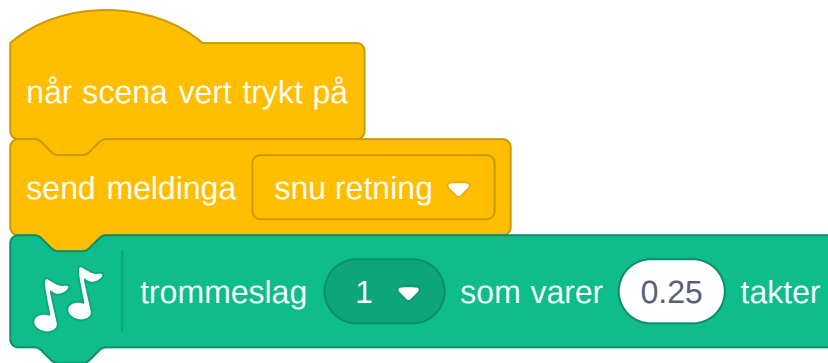 når scena vert trykt på
send meldinga snu retning
trommeslag 1 som varer 0.25 takter